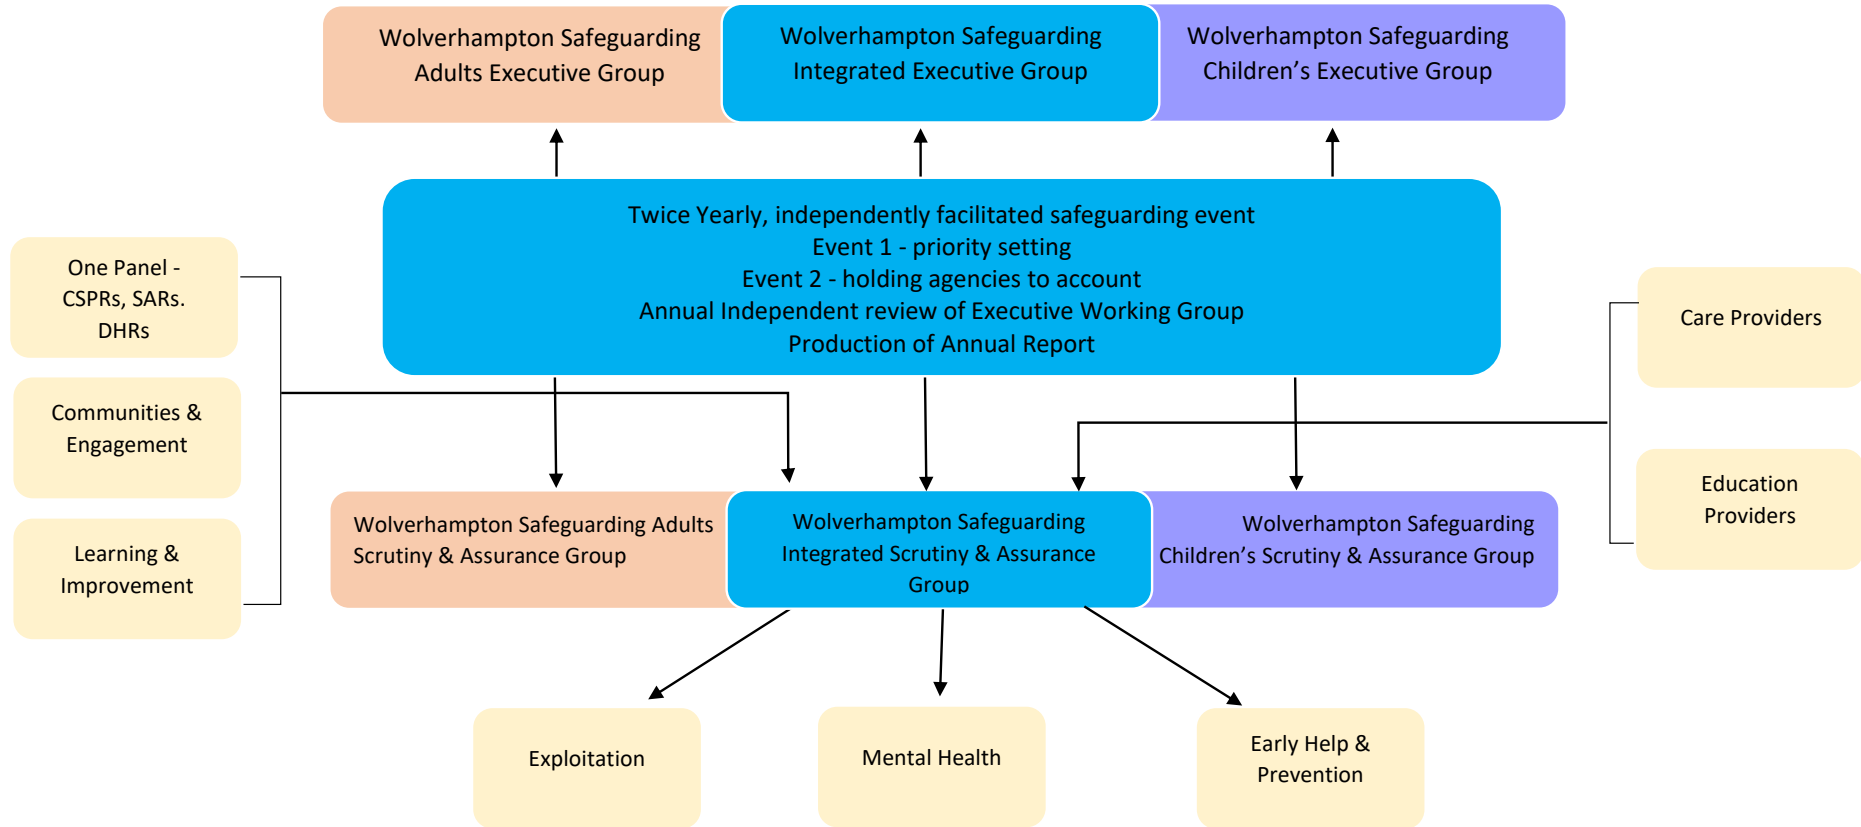 Wolverhampton Safeguarding
Adults Executive Group
Wolverhampton Safeguarding
Integrated Executive Group
Wolverhampton Safeguarding
Children’s Executive Group
Twice Yearly, independently facilitated safeguarding event
Event 1 - priority setting
Event 2 - holding agencies to account
Annual Independent review of Executive Working Group
Production of Annual Report
One Panel -
CSPRs, SARs.
DHRs
Communities &
Engagement
Learning &
Improvement
Care Providers
Education
Providers
Wolverhampton Safeguarding Adults
Scrutiny & Assurance Group
Wolverhampton Safeguarding
Integrated Scrutiny & Assurance
Group
Wolverhampton Safeguarding
Children’s Scrutiny & Assurance Group
Exploitation
Mental Health
Early Help &
Prevention